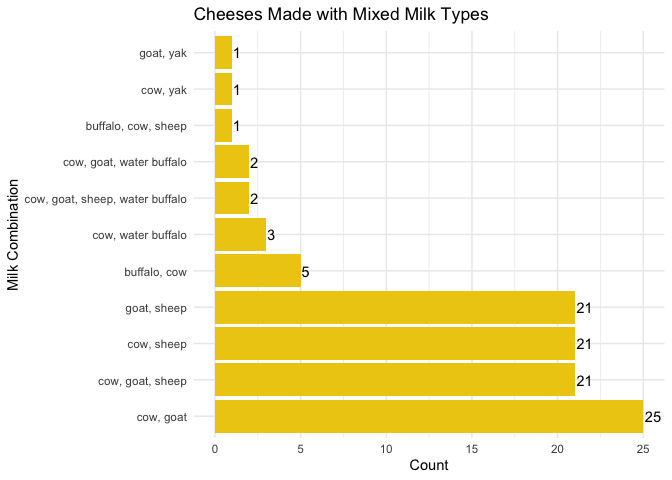 Cheeses Made with Mixed Milk Types
Milk Combination
goat, yak 1
cow, yak 1
buffalo, cow, sheep 1
cow, goat, water buffalo 2
cow, goat, sheep, water buffalo 2
cow, water buffalo 3
buffalo, cow 5
goat, sheep 21
cow, sheep 21
cow, goat, sheep 21
cow, goat 25
0 5 10 15 20 25
Count